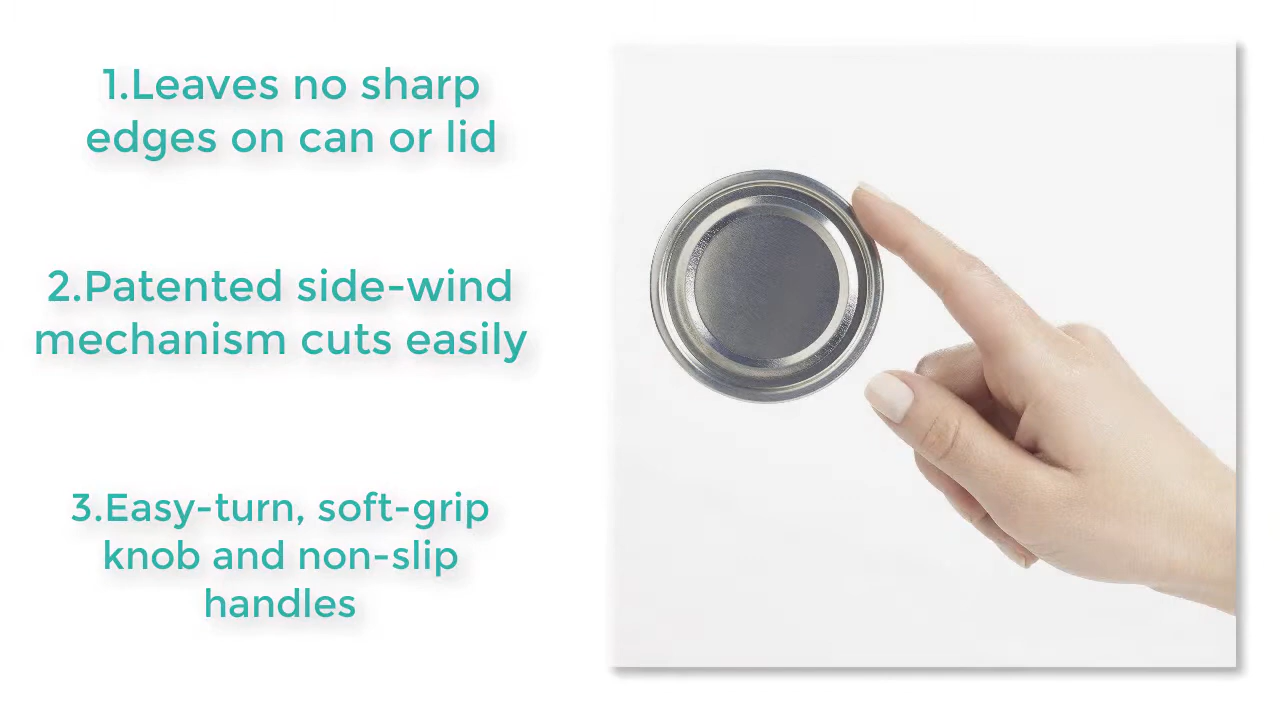 1.Leaves no sharp
edges on can or lid
2.Patented side-wind
mechanism cuts easily
3.Easy-turn, soft-grip
knob and non-slip
handles